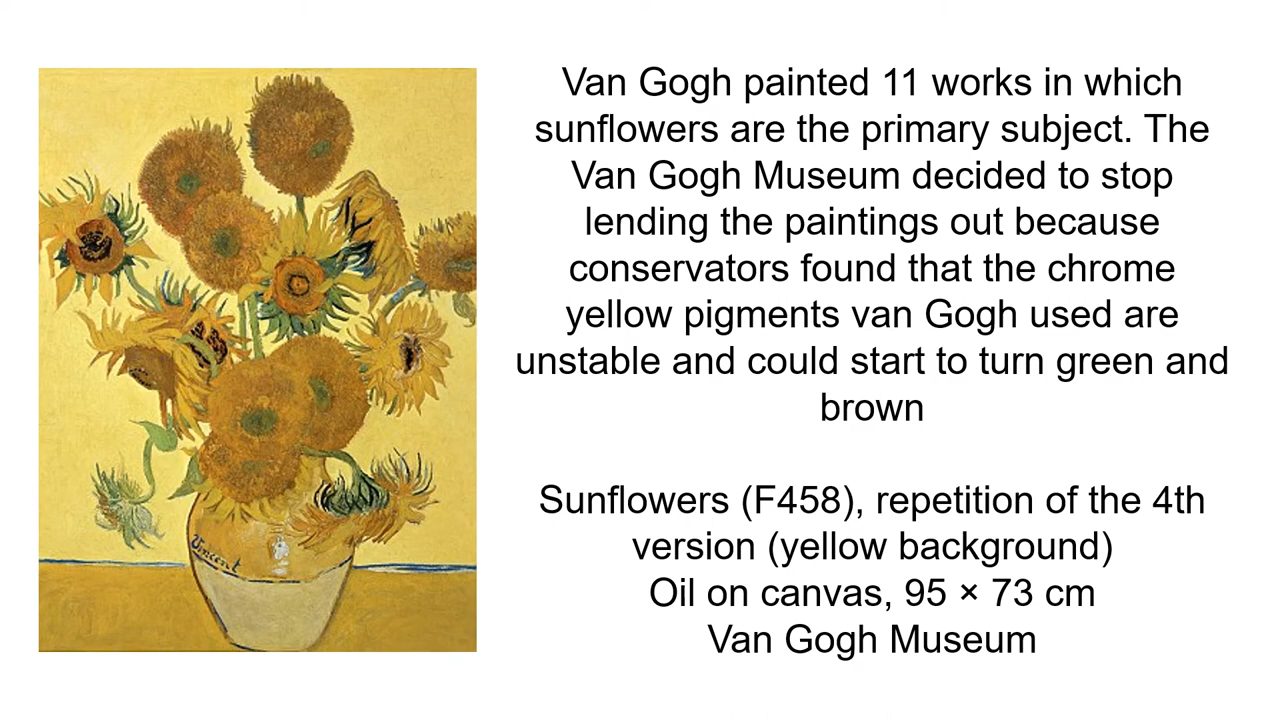 Van Gogh painted 11 works in which
sunflowers are the primary subject. The
Van Gogh Museum decided to stop
lending the paintings out because
conservators found that the chrome
yellow pigments van Gogh used are
unstable and could start to turn green and
brown
Sunflowers (F458), repetition of the 4th
version (yellow background)
Oil on canvas, 95 × 73 cm
Van Gogh Museum
Vincent